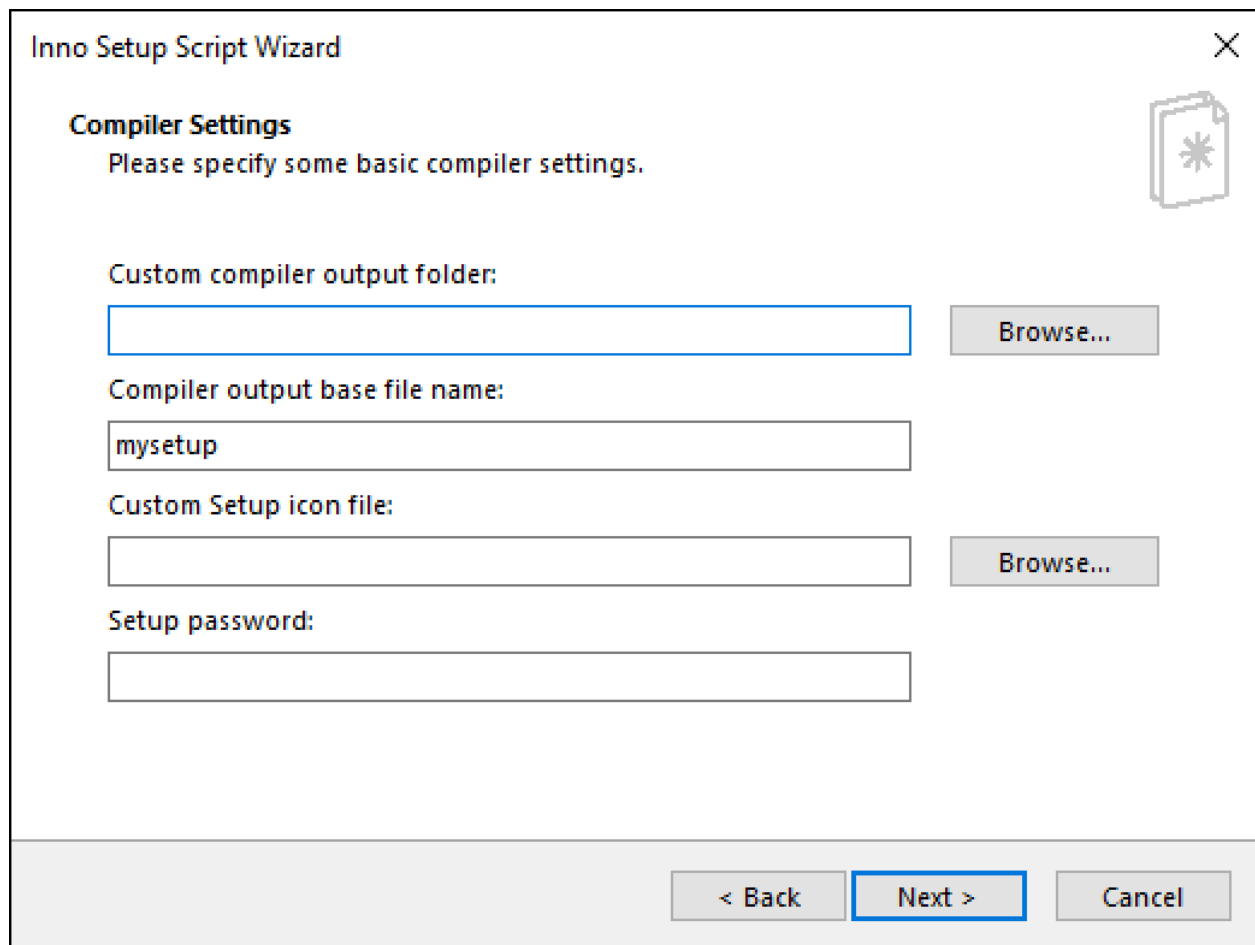 Inno Setup Script Wizard
Compiler Settings
Please specify some basic compiler settings.
Custom compiler output folder:
Browse...
Compiler output base file name:
mysetup
Custom Setup icon file:
Browse...
Setup password:
< Back Next > Cancel